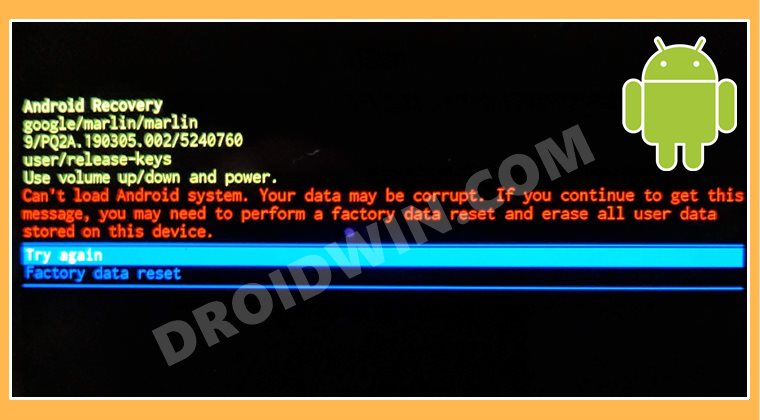 Android Recovery
google/marlin/marlin
9/PQ2A.190305.002/5240760
user/release-keys
Use volume up/down and power.
Can't load Android system. Your data may be corrupt. If you continue to get this
message, you may need to perform a factory data reset and erase all user data
stored on this device.
Try again
Factory data reset
DROIDWIN.COM